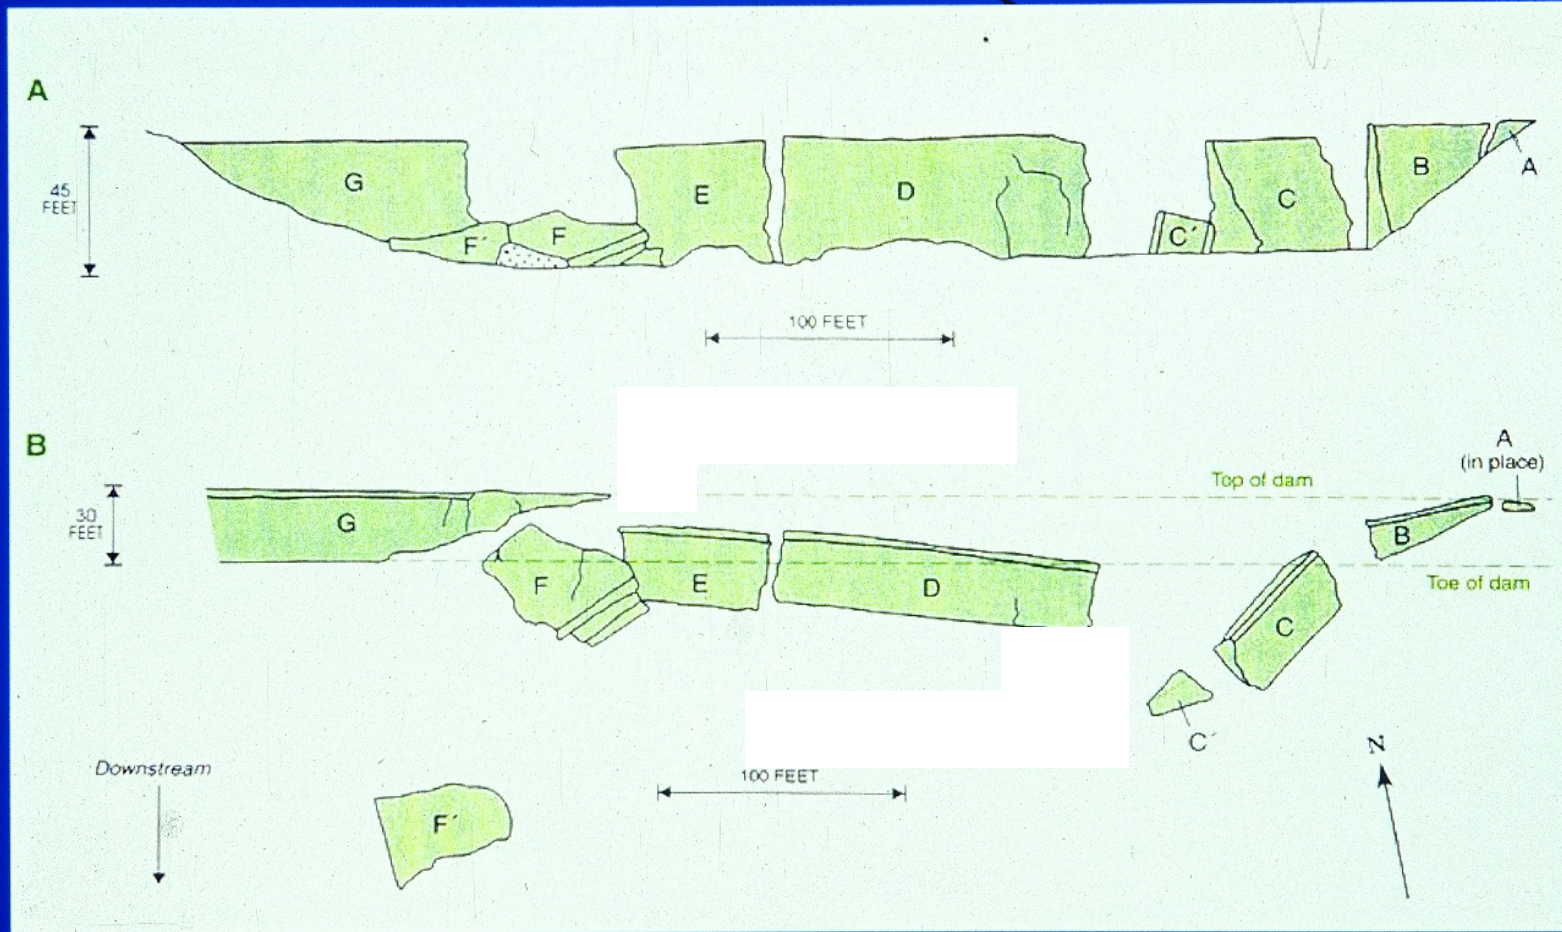 A
45
FEET
G
F´
F
E
D
C´
C
B
A
100 FEET
B
30
FEET
G
F
E
D
Top of dam
A
(in place)
B
Toe of dam
C
C´
N
Downstream
F´
100 FEET